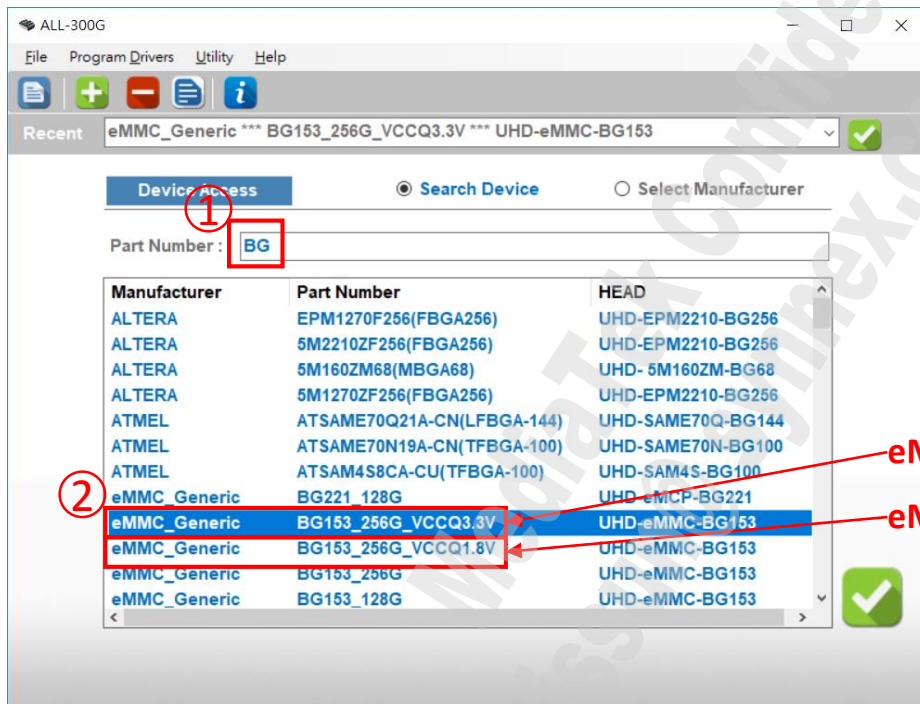 ALL-300G
File Program Drivers Utility Help
Recent eMMC_Generic *** BG153_256G_VCCQ3.3V *** UHD-eMMC-BG153
Device Access Search Device Select Manufacturer
①
Part Number : BG
Manufacturer Part Number HEAD
ALTERA EPM1270F256(FBGA256) UHD-EPM2210-BG256
ALTERA 5M2210ZF256(FBGA256) UHD-EPM2210-BG256
ALTERA 5M160ZM68(MBGA68) UHD- 5M160ZM-BG68
ALTERA 5M1270ZF256(FBGA256) UHD-EPM2210-BG256
ATMEL ATSAME70Q21A-CN(LFBGA-144) UHD-SAME70Q-BG144
ATMEL ATSAME70N19A-CN(TFBGA-100) UHD-SAME70N-BG100
ATMEL ATSAM4S8CA-CU(TFBGA-100) UHD-SAM4S-BG100
②
eMMC_Generic BG221_128G UHD-eMCP-BG221
eMMC_Generic BG153_256G_VCCQ3.3V UHD-eMMC-BG153
eMMC_Generic BG153_256G_VCCQ1.8V UHD-eMMC-BG153
eMMC_Generic BG153_256G UHD-eMMC-BG153
eMMC_Generic BG153_128G UHD-eMMC-BG153
MediaTek